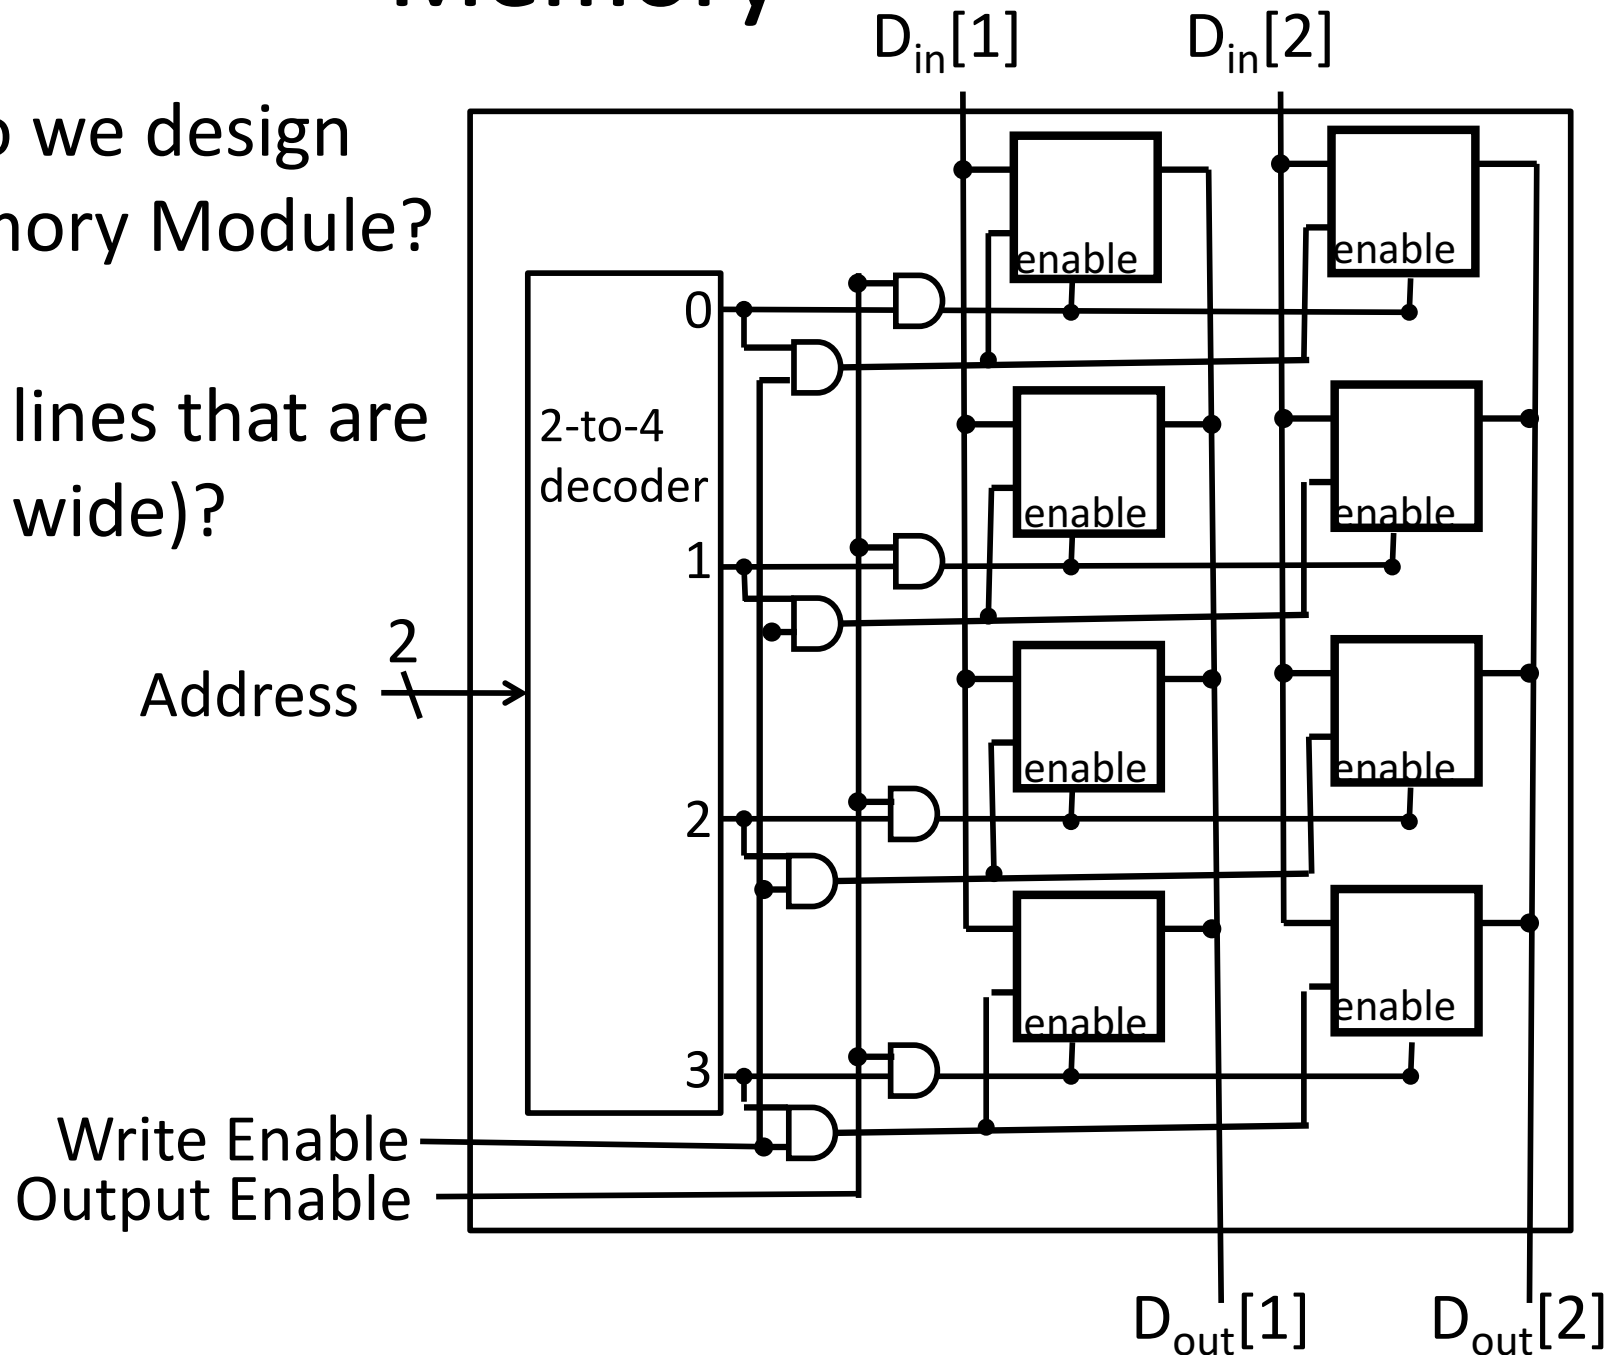 Memory
D_in[1] D_in[2]
o we design
nory Module?
lines that are
wide)?
2-to-4
decoder
0
1
2
3
2
Address
Write Enable
Output Enable
enable enable
enable enable
enable enable
enable enable
D_out[1] D_out[2]